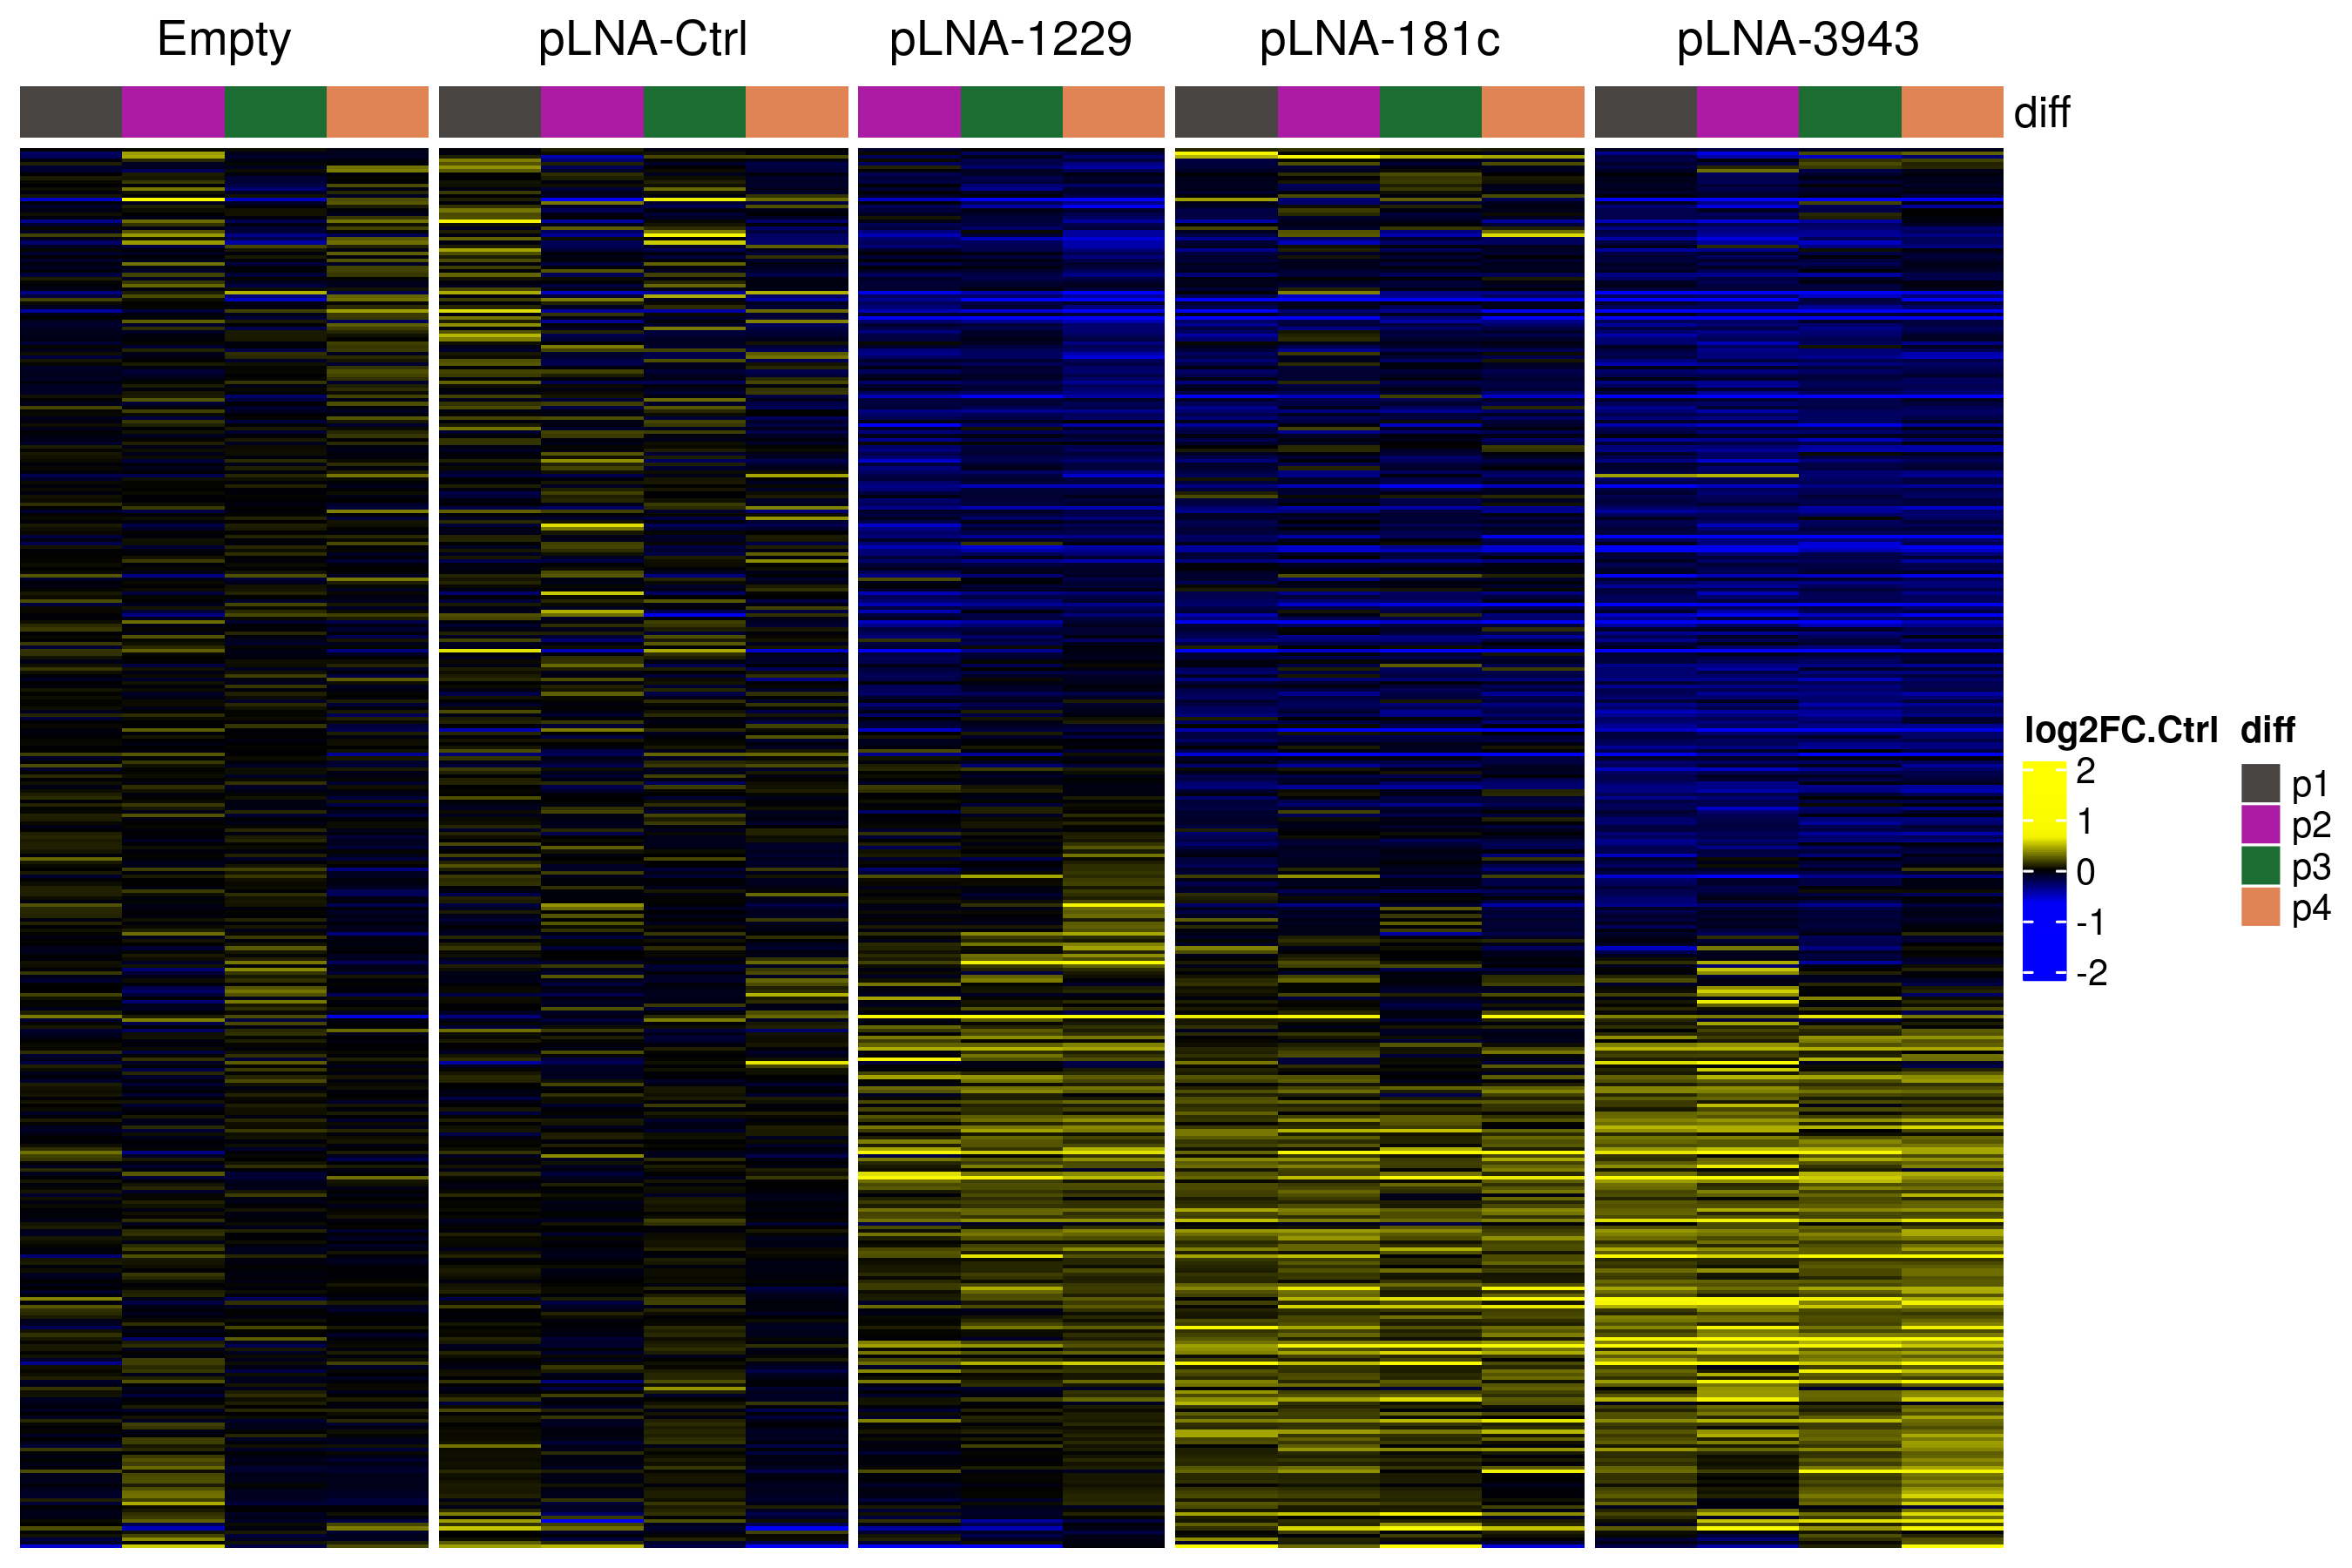 Empty pLNA-Ctrl pLNA-1229 pLNA-181c pLNA-3943
diff
log2FC.Ctrl diff
2
1
0
-1
-2
p1
p2
p3
p4